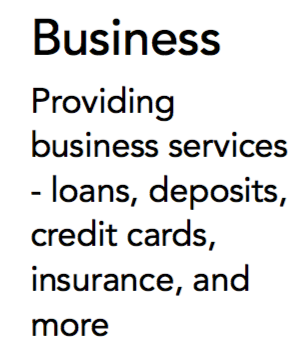 Business
Providing
business services
- loans, deposits,
credit cards,
insurance, and
more